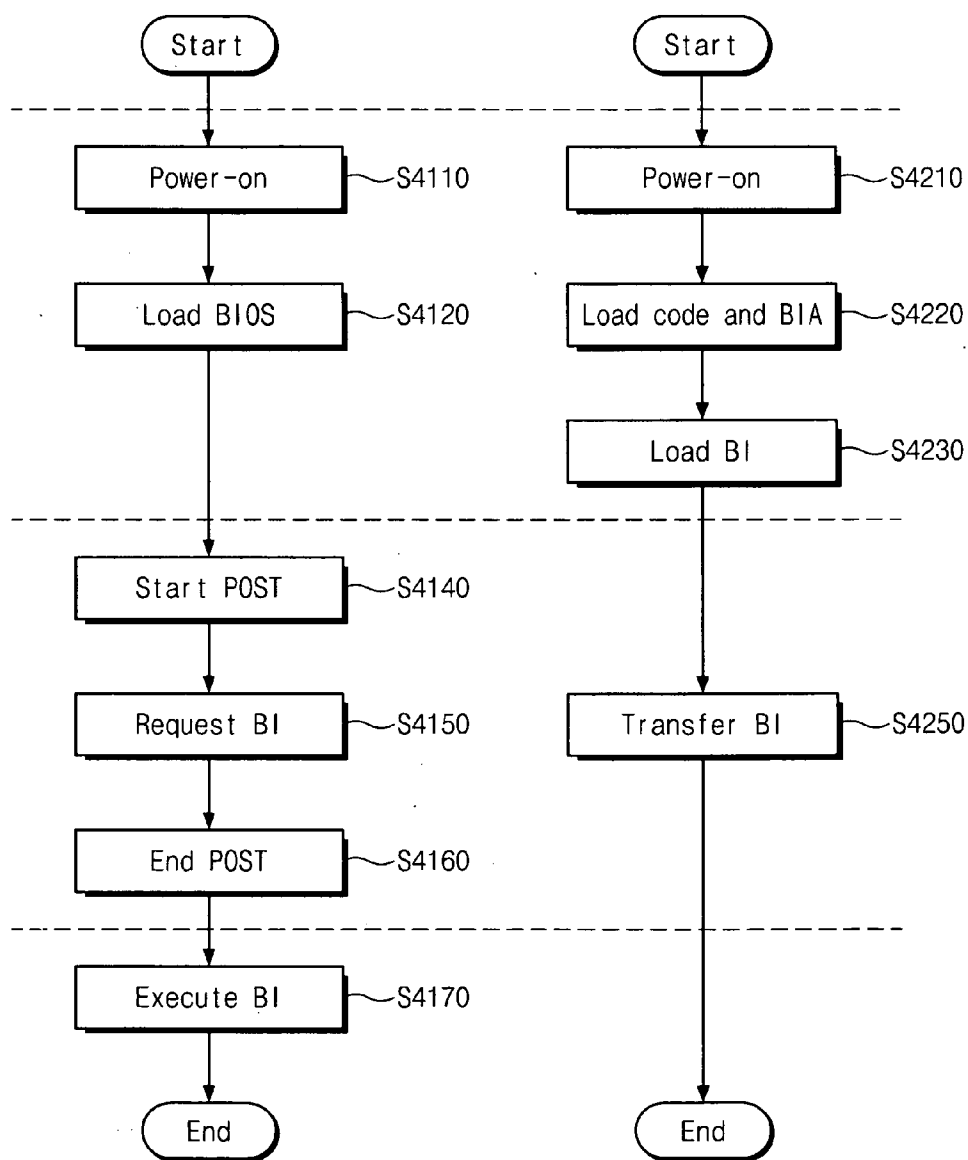 Start
Start
Power-on
S4110
Power-on
S4210
Load BIOS
S4120
Load code and BIA
S4220
Load BI
S4230
Start POST
S4140
Request BI
S4150
Transfer BI
S4250
End POST
S4160
Execute BI
S4170
End
End